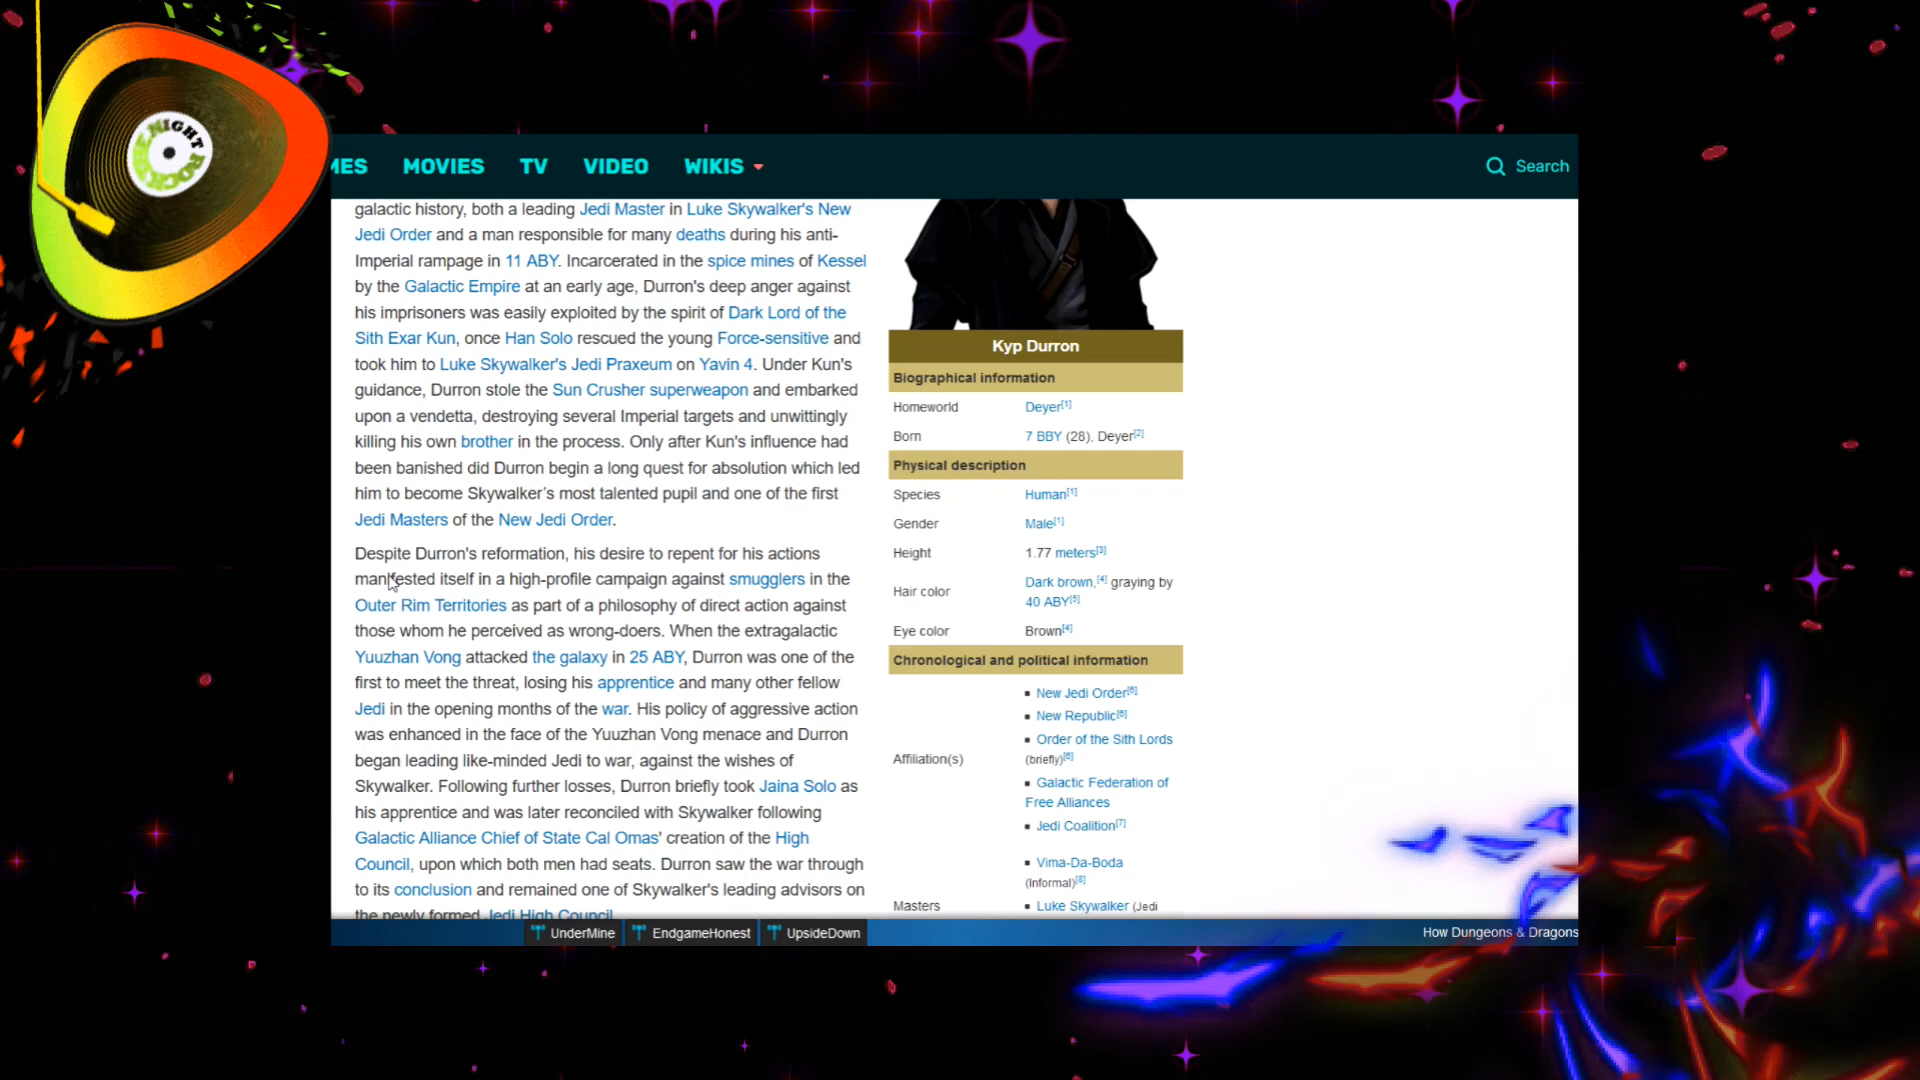 NIGHT ROCK SCENE
MES MOVIES TV VIDEO WIKIS Search
galactic history, both a leading Jedi Master in Luke Skywalker's New
Jedi Order and a man responsible for many deaths during his anti-
Imperial rampage in 11 ABY. Incarcerated in the spice mines of Kessel
by the Galactic Empire at an early age, Durron's deep anger against
his imprisoners was easily exploited by the spirit of Dark Lord of the
Sith Exar Kun, once Han Solo rescued the young Force-sensitive and
took him to Luke Skywalker's Jedi Praxeum on Yavin 4. Under Kun's
guidance, Durron stole the Sun Crusher superweapon and embarked
upon a vendetta, destroying several Imperial targets and unwittingly
killing his own brother in the process. Only after Kun's influence had
been banished did Durron begin a long quest for absolution which led
him to become Skywalker's most talented pupil and one of the first
Jedi Masters of the New Jedi Order.
Despite Durron's reformation, his desire to repent for his actions
manifested itself in a high-profile campaign against smugglers in the
Outer Rim Territories as part of a philosophy of direct action against
those whom he perceived as wrong-doers. When the extragalactic
Yuuzhan Vong attacked the galaxy in 25 ABY, Durron was one of the
first to meet the threat, losing his apprentice and many other fellow
Jedi in the opening months of the war. His policy of aggressive action
was enhanced in the face of the Yuuzhan Vong menace and Durron
began leading like-minded Jedi to war, against the wishes of
Skywalker. Following further losses, Durron briefly took Jaina Solo as
his apprentice and was later reconciled with Skywalker following
Galactic Alliance Chief of State Cal Omas' creation of the High
Council, upon which both men had seats. Durron saw the war through
to its conclusion and remained one of Skywalker's leading advisors on
the newly formed Jedi High Council
Kyp Durron
Biographical information
Homeworld Deyer[1]
Born 7 BBY (28), Deyer[2]
Physical description
Species Human[1]
Gender Male[1]
Height 1.77 meters[3]
Hair color Dark brown,[4] graying by
40 ABY[5]
Eye color Brown[4]
Chronological and political information
Affiliation(s)
New Jedi Order[6]
New Republic[6]
Order of the Sith Lords
(briefly)[6]
Galactic Federation of
Free Alliances
Jedi Coalition[7]
Masters
Vima-Da-Boda
(Informal)[8]
Luke Skywalker (Jedi
UnderMine EndgameHonest UpsideDown How Dungeons & Dragons